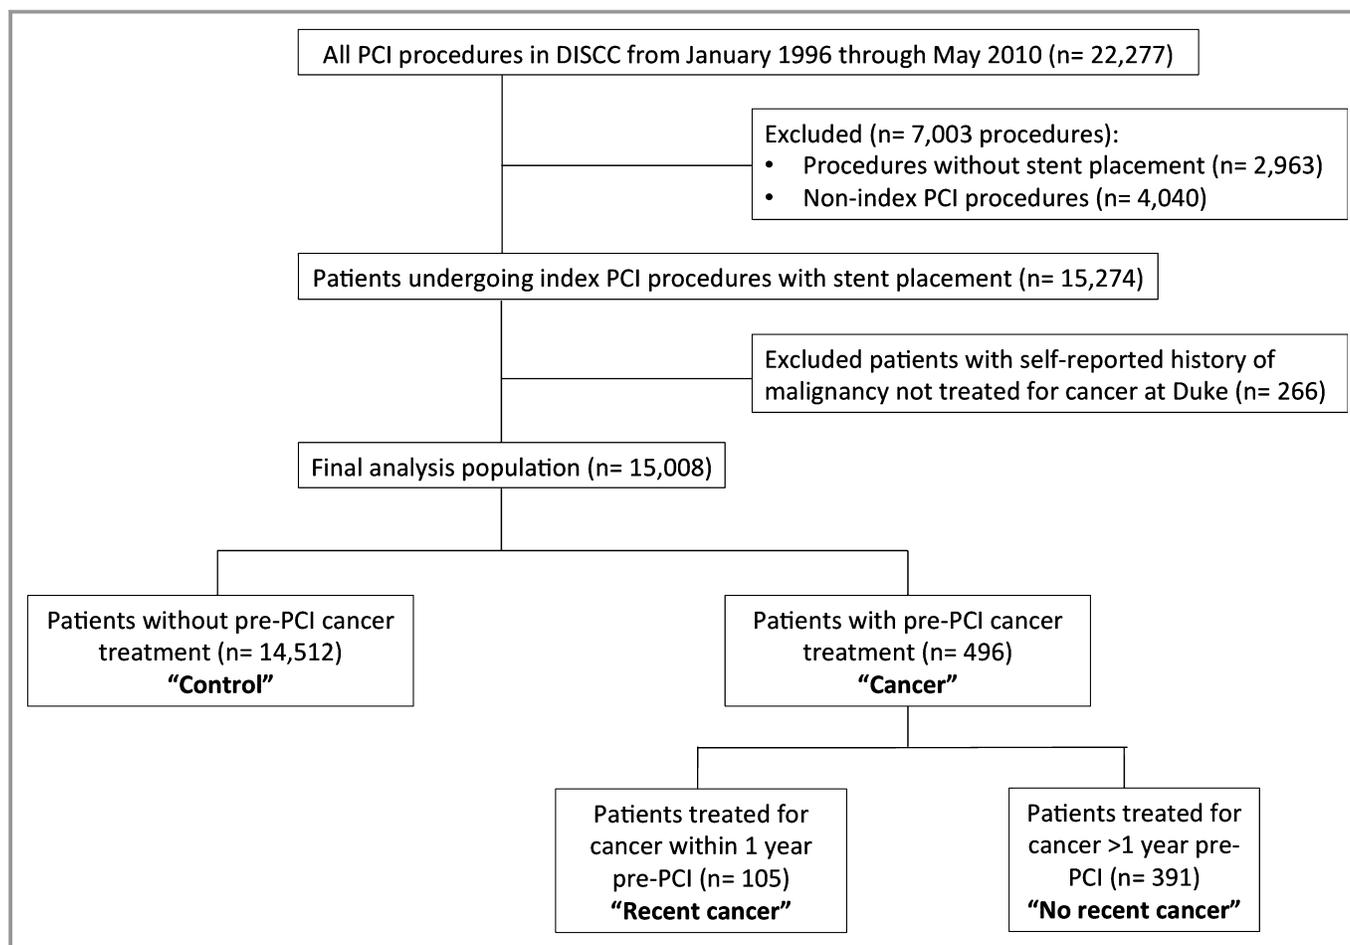 All PCI procedures in DISCC from January 1996 through May 2010 (n= 22,277)
Excluded (n= 7,003 procedures):
• Procedures without stent placement (n= 2,963)
• Non-index PCI procedures (n= 4,040)
Patients undergoing index PCI procedures with stent placement (n= 15,274)
Excluded patients with self-reported history of
malignancy not treated for cancer at Duke (n= 266)
Final analysis population (n= 15,008)
Patients without pre-PCI cancer
treatment (n= 14,512)
“Control”
Patients with pre-PCI cancer
treatment (n= 496)
“Cancer”
Patients treated for
cancer within 1 year
pre-PCI (n= 105)
“Recent cancer”
Patients treated for
cancer >1 year pre-
PCI (n= 391)
“No recent cancer”